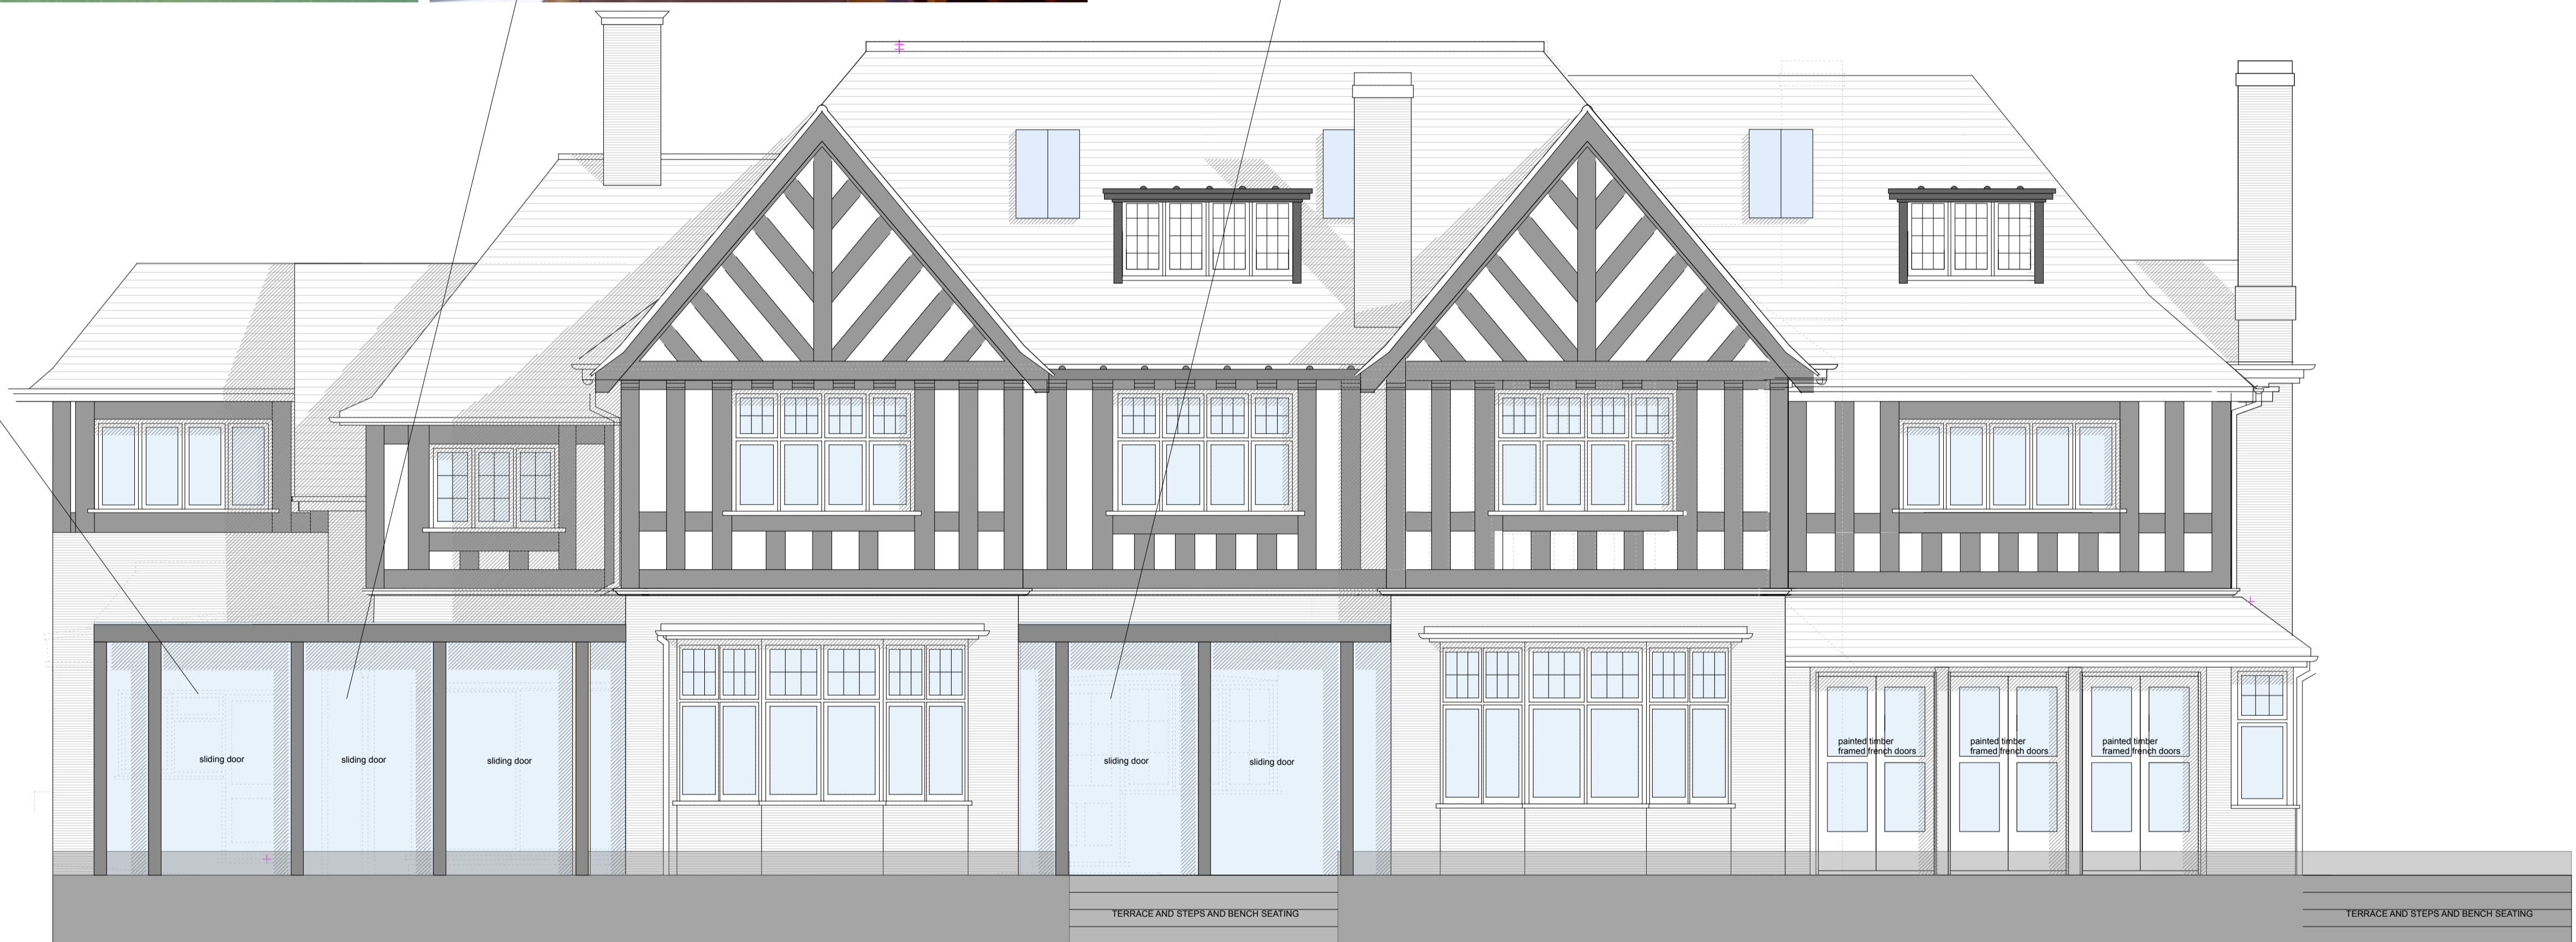 sliding door
sliding door
sliding door
sliding door
sliding door
painted timber
framed french doors
painted timber
framed french doors
painted timber
framed french doors
TERRACE AND STEPS AND BENCH SEATING
TERRACE AND STEPS AND BENCH SEATING